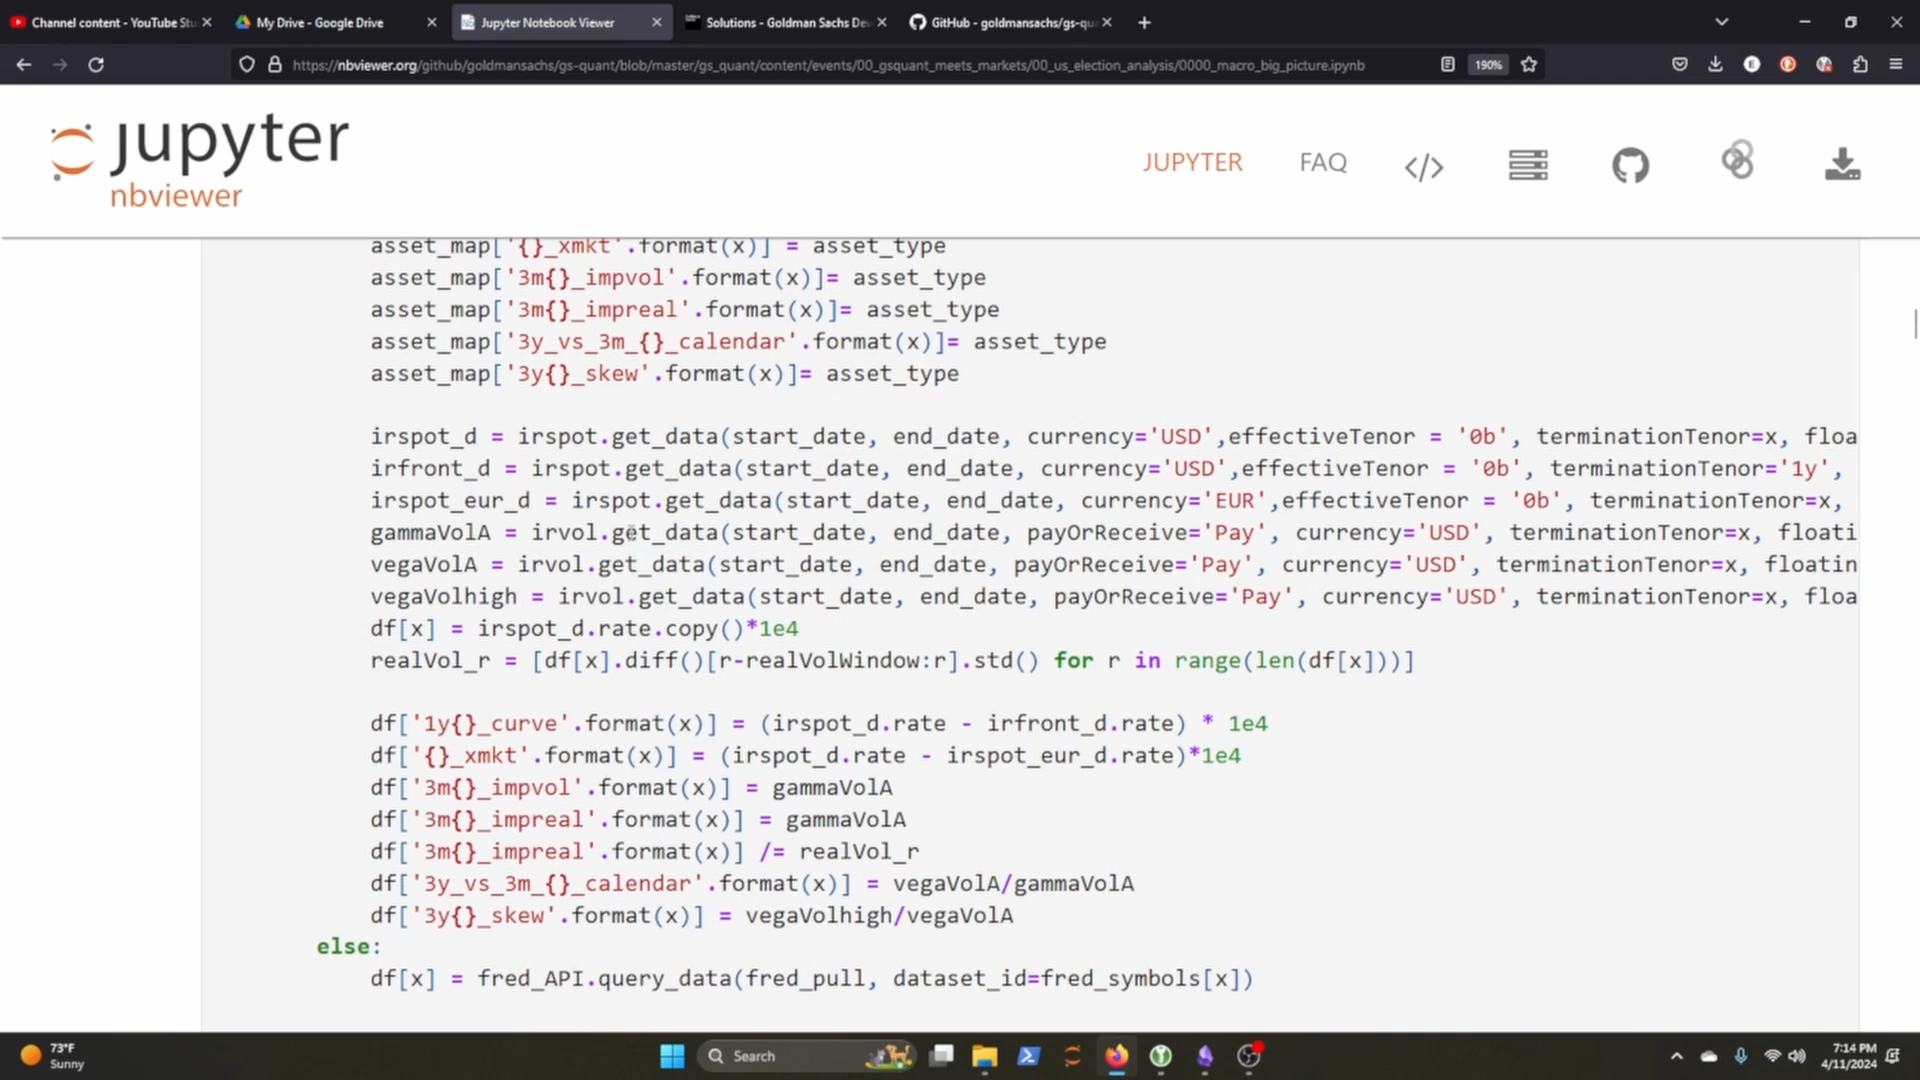 Channel content - YouTube Stu
My Drive - Google Drive
Jupyter Notebook Viewer
Solutions - Goldman Sachs Dev
GitHub - goldmansachs/gs-qua
https://nbviewer.org/github/goldmansachs/gs-quant/blob/master/gs_quant/content/events/00_gsquant_meets_markets/00_us_election_analysis/0000_macro_big_picture.ipynb
190%
jupyter
nbviewer
JUPYTER
FAQ
</>
asset_map['{}_xmkt'.format(x)] = asset_type
asset_map['3m{}_impvol'.format(x)]= asset_type
asset_map['3m{}_impreal'.format(x)]= asset_type
asset_map['3y_vs_3m_{}_calendar'.format(x)]= asset_type
asset_map['3y{}_skew'.format(x)]= asset_type
irspot_d = irspot.get_data(start_date, end_date, currency='USD',effectiveTenor = '0b', terminationTenor=x, floa
irfront_d = irspot.get_data(start_date, end_date, currency='USD',effectiveTenor = '0b', terminationTenor='1y',
irspot_eur_d = irspot.get_data(start_date, end_date, currency='EUR',effectiveTenor = '0b', terminationTenor=x,
gammaVolA = irvol.get_data(start_date, end_date, payOrReceive='Pay', currency='USD', terminationTenor=x, floati
vegaVolA = irvol.get_data(start_date, end_date, payOrReceive='Pay', currency='USD', terminationTenor=x, floatin
vegaVolhigh = irvol.get_data(start_date, end_date, payOrReceive='Pay', currency='USD', terminationTenor=x, floa
df[x] = irspot_d.rate.copy()*1e4
realVol_r = [df[x].diff()[r-realVolWindow:r].std() for r in range(len(df[x]))]
df['1y{}_curve'.format(x)] = (irspot_d.rate - irfront_d.rate) * 1e4
df['{}_xmkt'.format(x)] = (irspot_d.rate - irspot_eur_d.rate)*1e4
df['3m{}_impvol'.format(x)] = gammaVolA
df['3m{}_impreal'.format(x)] = gammaVolA
df['3m{}_impreal'.format(x)] /= realVol_r
df['3y_vs_3m_{}_calendar'.format(x)] = vegaVolA/gammaVolA
df['3y{}_skew'.format(x)] = vegaVolhigh/vegaVolA
else:
df[x] = fred_API.query_data(fred_pull, dataset_id=fred_symbols[x])
73°F
Sunny
Search
7:14 PM
4/11/2024